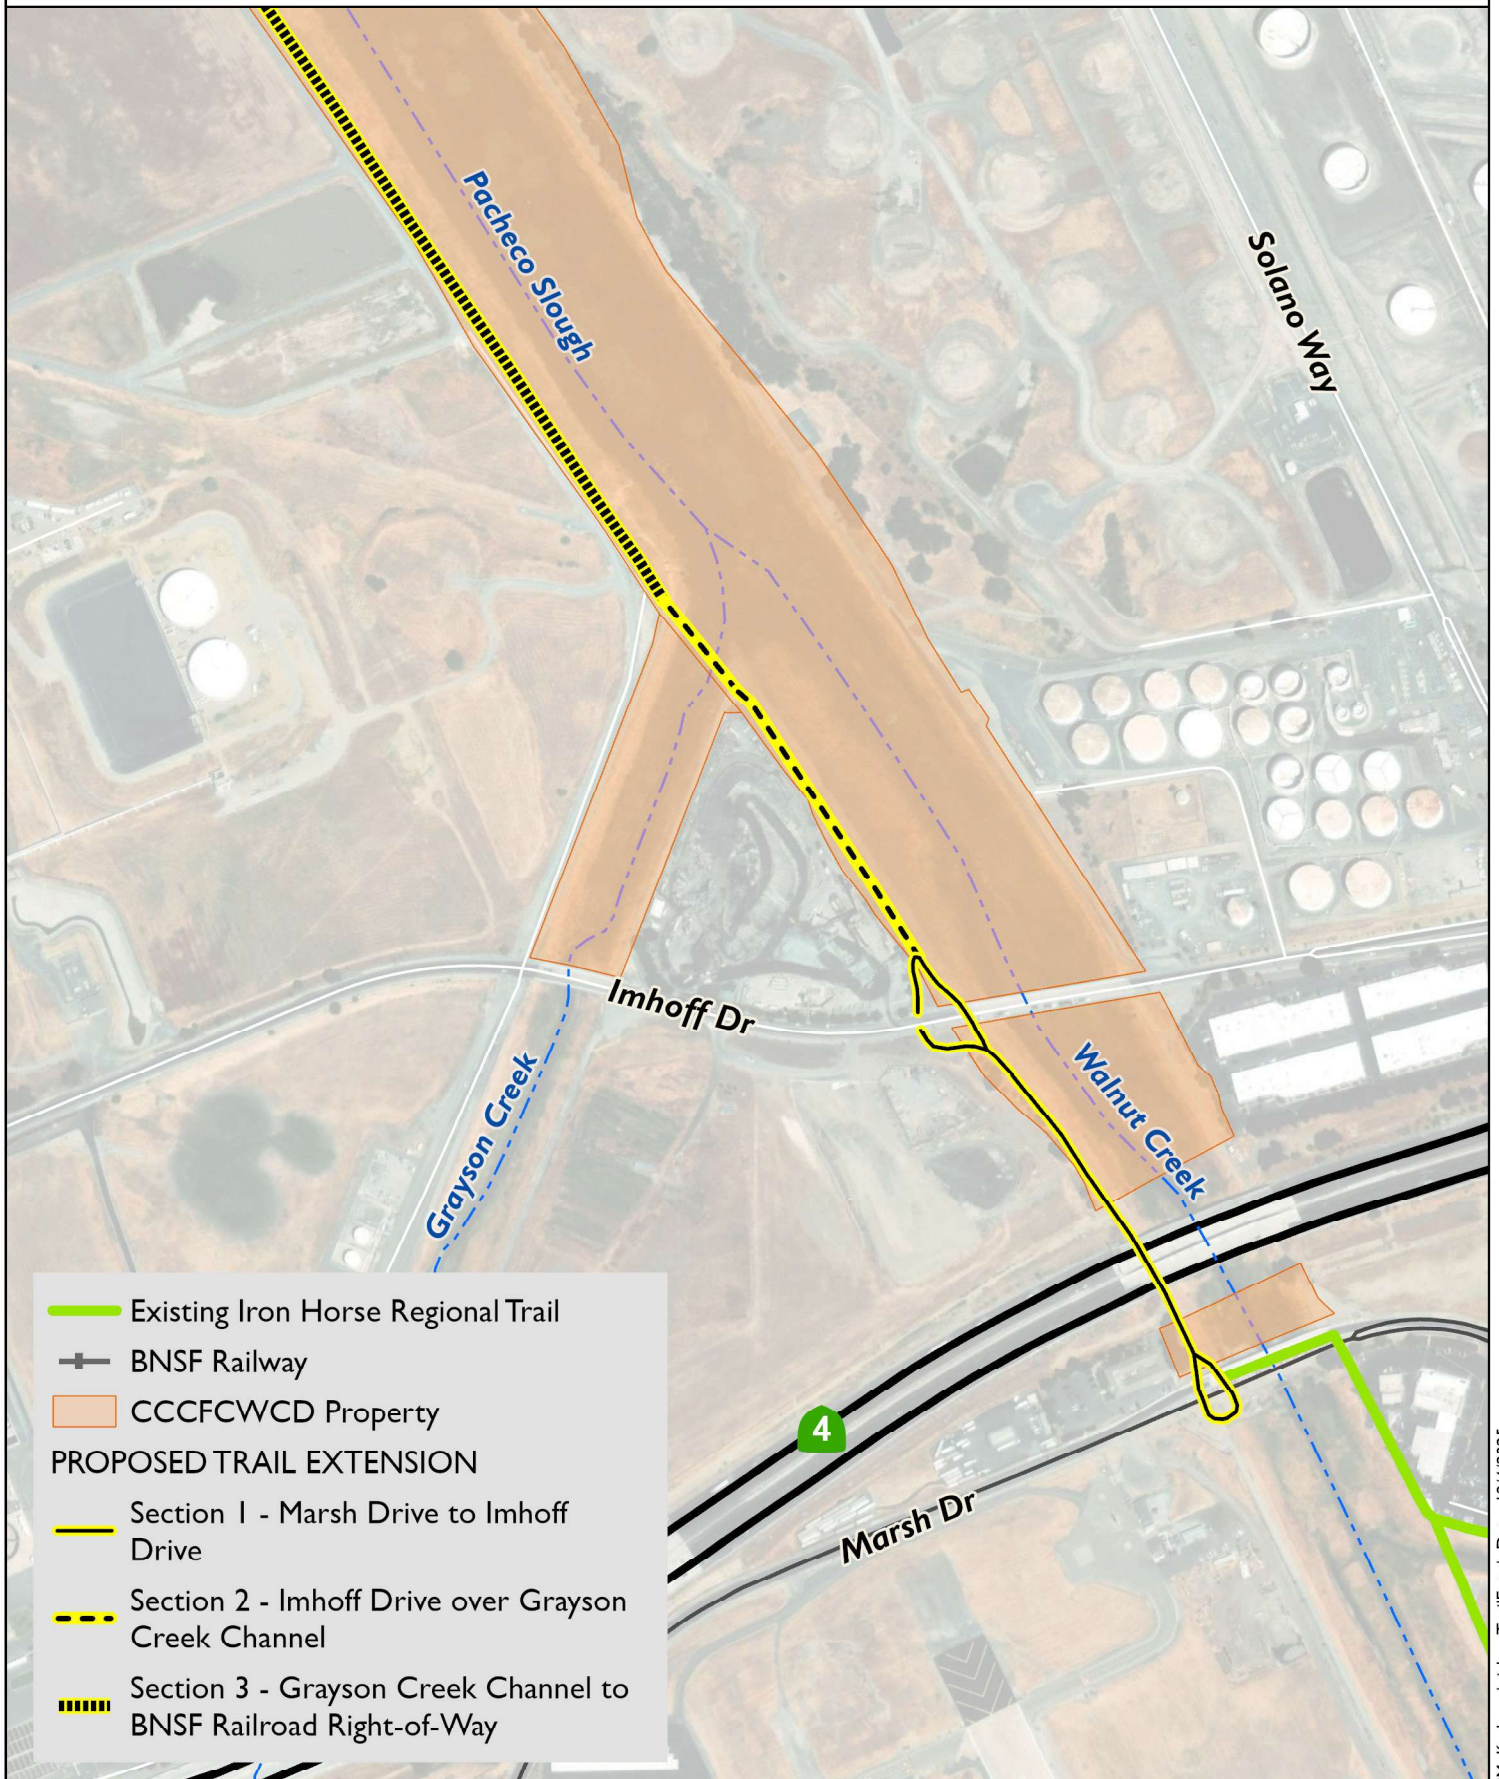 Pacheco Slough
Solano Way
Imhoff Dr
Walnut Creek
Grayson Creek
4
Marsh Dr
Existing Iron Horse Regional Trail
BNSF Railway
CCCFCWCD Property
PROPOSED TRAIL EXTENSION
Section 1 - Marsh Drive to Imhoff
Drive
Section 2 - Imhoff Drive over Grayson
Creek Channel
Section 3 - Grayson Creek Channel to
BNSF Railroad Right-of-Way